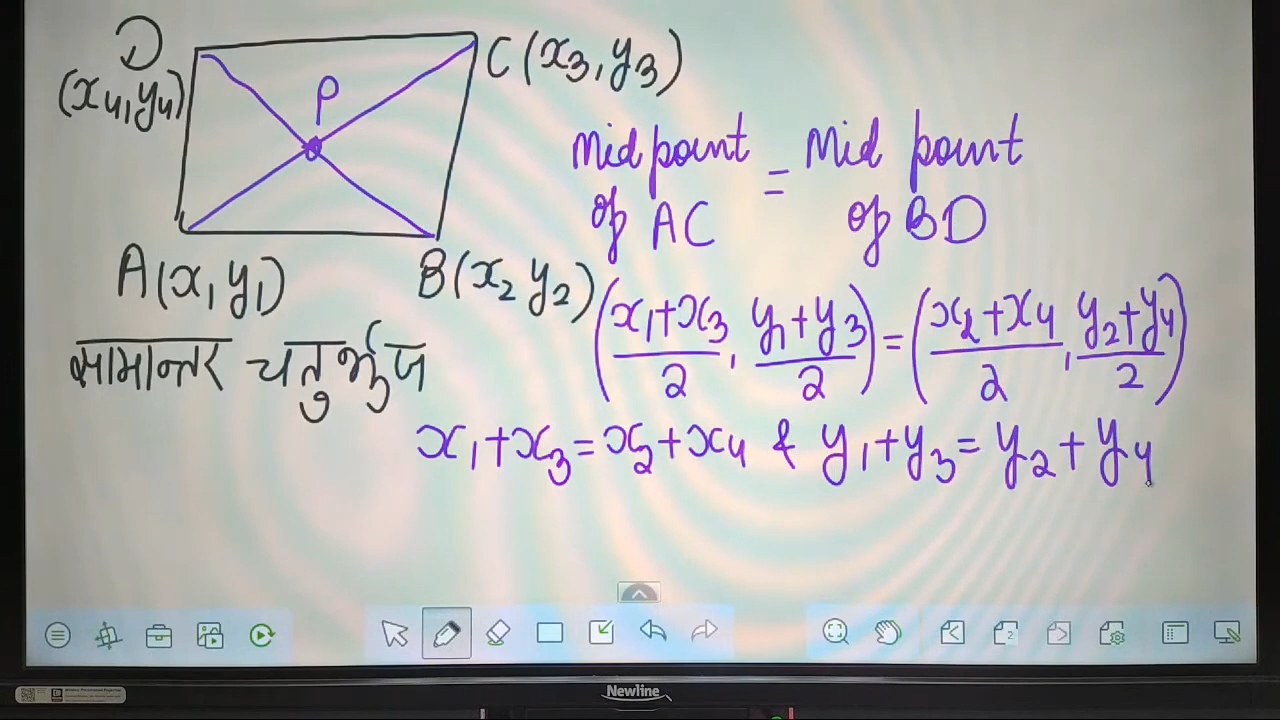 D
C (x₃, y₃)
(x₄, y₄)
P
Mid point = Mid point
of AC of BD
A (x₁ y₁)
B (x₂ y₂)
(x₁+x₃/2, y₁+y₃/2) = (x₂+x₄/2, y₂+y₄/2)
सामान्तर चतुर्भुज
x₁+x₃=x₂+x₄ & y₁+y₃=y₂+y₄
2
Newline